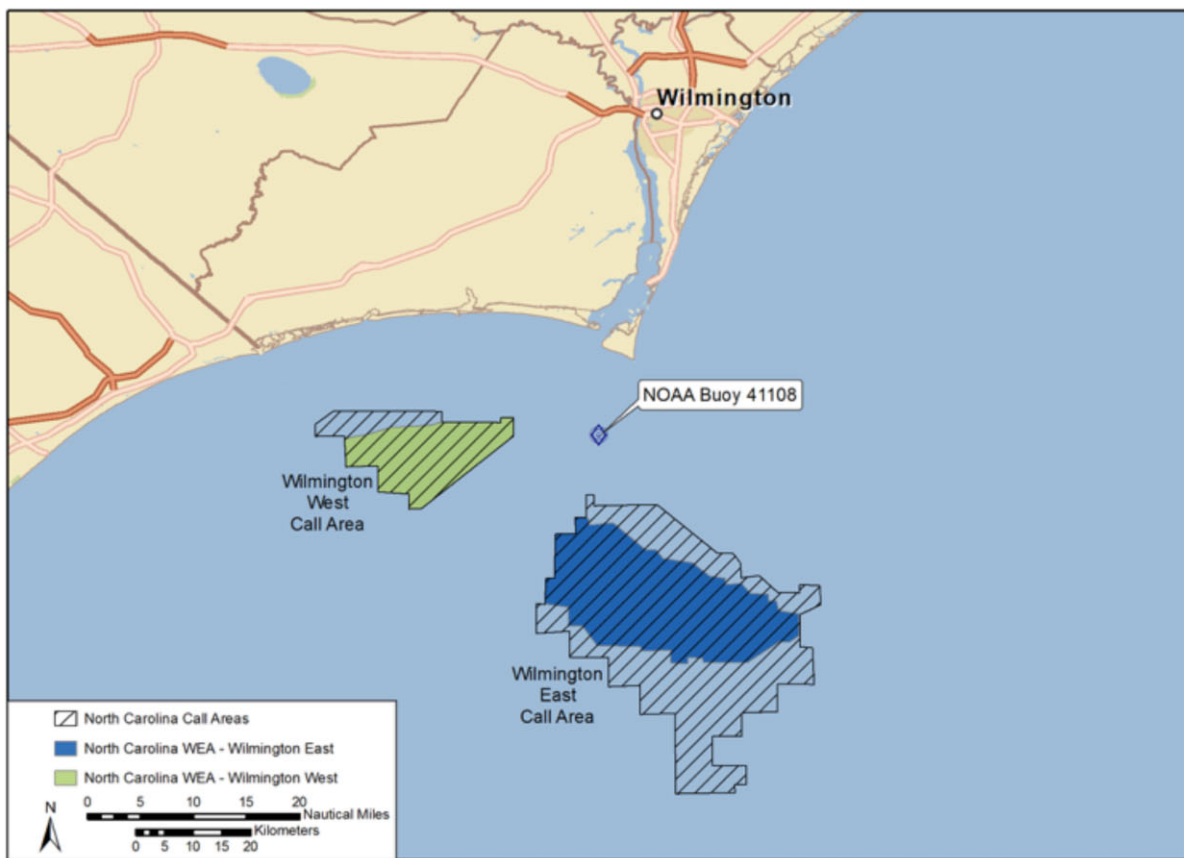 Wilmington
NOAA Buoy 41108
Wilmington
West
Call Area
Wilmington
East
Call Area
North Carolina Call Areas
North Carolina WEA - Wilmington East
North Carolina WEA - Wilmington West
N
0 5 10 15 20
Nautical Miles
Kilometers
0 5 10 15 20